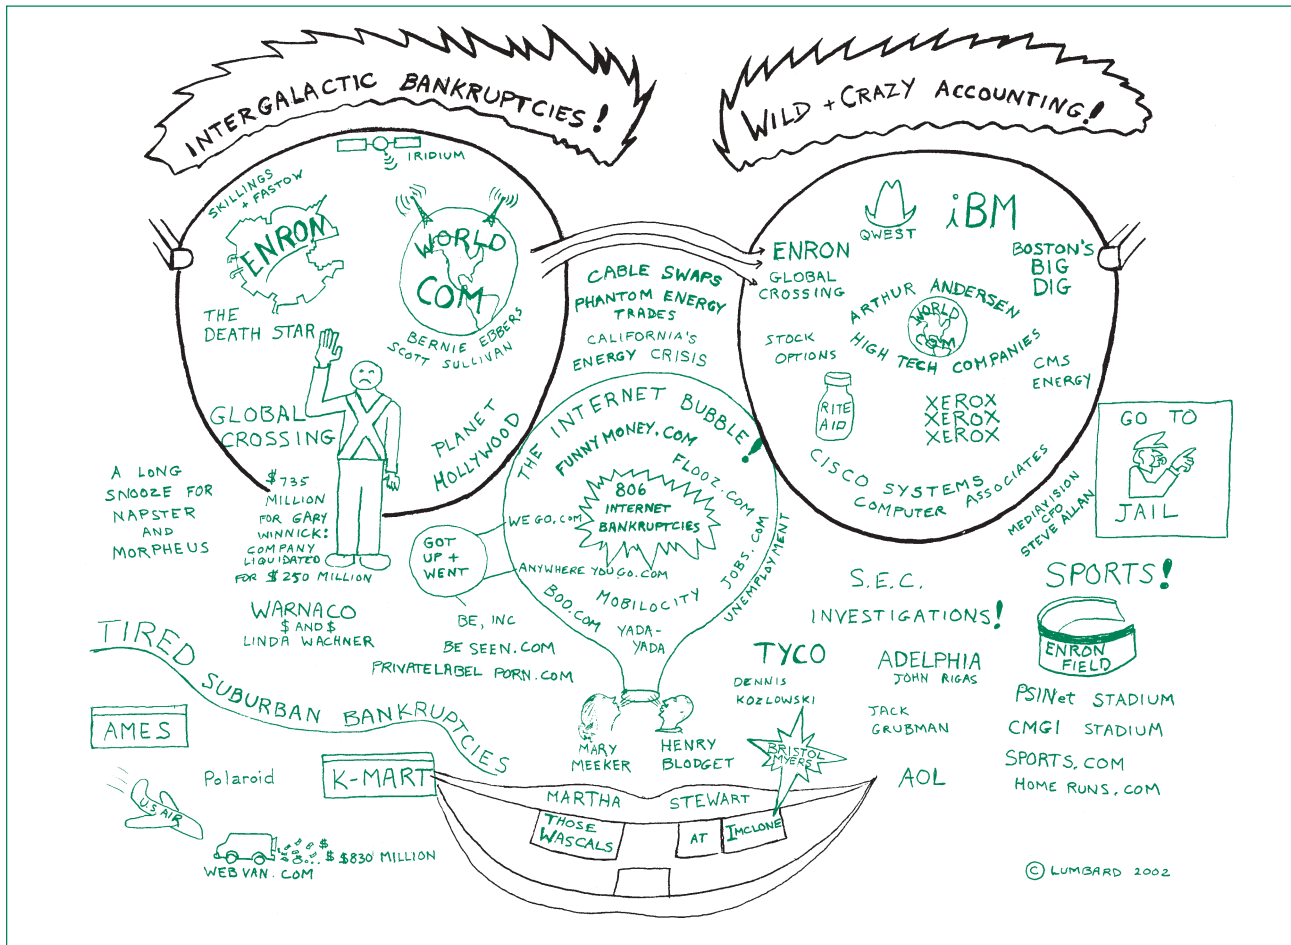 INTERGALACTIC BANKRUPTCIES!
WILD + CRAZY ACCOUNTING!
IRIDIUM
SKILLINGS
+ FASTOW
ENRON
THE
DEATH STAR
WORLD
COM
BERNIE EBBERS
SCOTT SULLIVAN
GLOBAL
CROSSING
PLANET
HOLLYWOOD
$735
MILLION
FOR GARY
WINNICK:
COMPANY
LIQUIDATED
FOR $250 MILLION
A LONG
SNOOZE FOR
NAPSTER
AND
MORPHEUS
WARNACO
$ AND $
LINDA WACHNER
CABLE SWAPS
PHANTOM ENERGY
TRADES
CALIFORNIA'S
ENERGY CRISIS
ENRON
GLOBAL
CROSSING
QWEST
iBM
BOSTON'S
BIG
DIG
ARTHUR ANDERSEN
WORLD
COM
HIGH TECH COMPANIES
STOCK
OPTIONS
CMS
ENERGY
RITE
AID
XEROX
XEROX
XEROX
CISCO SYSTEMS
COMPUTER ASSOCIATES
MEDIAVISION
CFO
STEVE ALLAN
GO TO
JAIL
THE INTERNET BUBBLE!
FUNNYMONEY.COM
FLOOZ.COM
806
INTERNET
BANKRUPTCIES
WEGO.COM
GOT
UP +
WENT
ANYWHERE YOUGO.COM
JOBS.COM
UNEMPLOYMENT
MOBILOCITY
BOO.COM
YADA-
YADA
BE, INC
BE SEEN.COM
PRIVATELABEL PORN.COM
MARY
MEEKER
HENRY
BLODGET
S.E.C.
INVESTIGATIONS!
TYCO
DENNIS
KOZLOWSKI
ADELPHIA
JOHN RIGAS
JACK
GRUBMAN
AOL
BRISTOL
MYERS
SPORTS!
ENRON
FIELD
PSINet STADIUM
CMGI STADIUM
SPORTS.COM
HOME RUNS.COM
TIRED SUBURBAN BANKRUPTCIES
AMES
Polaroid
K-MART
U.S AIR
$ $830 MILLION
WEBVAN.COM
MARTHA STEWART
THOSE
WASCALS
AT
IMCLONE
© LUMBARD 2002